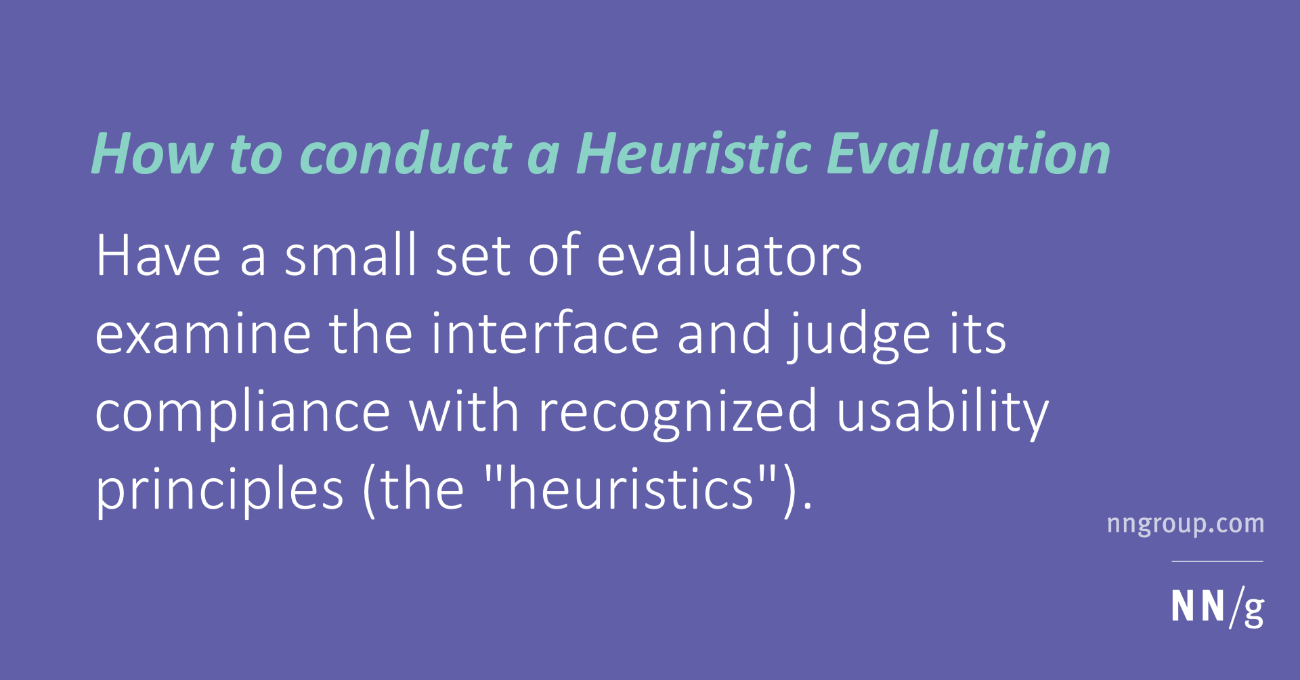 How to conduct a Heuristic Evaluation
Have a small set of evaluators
examine the interface and judge its
compliance with recognized usability
principles (the "heuristics").
nngroup.com
NN/g